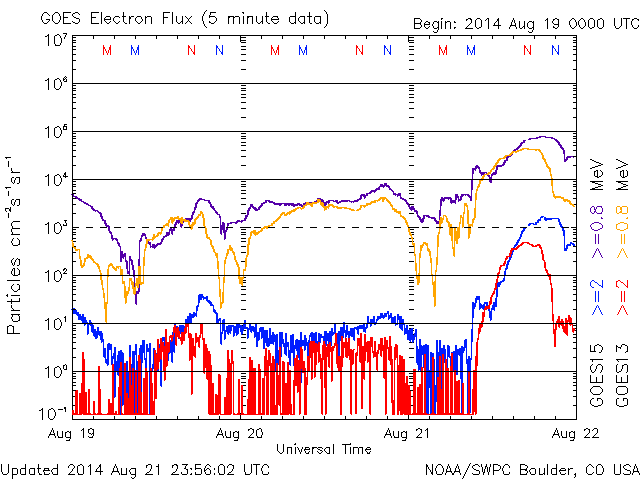 GOES Electron Flux (5 minute data)
Begin: 2014 Aug 19 0000 UTC
10⁷
M M N N M M N N M M N N
10⁶
10⁵
10⁴
10³
10²
10¹
10⁰
10⁻¹
Particles cm⁻²s⁻¹sr⁻¹
GOES15 >=2 >=0.8 MeV
GOES13 >=2 >=0.8 MeV
Aug 19 Aug 20 Aug 21 Aug 22
Universal Time
Updated 2014 Aug 21 23:56:02 UTC
NOAA/SWPC Boulder, CO USA